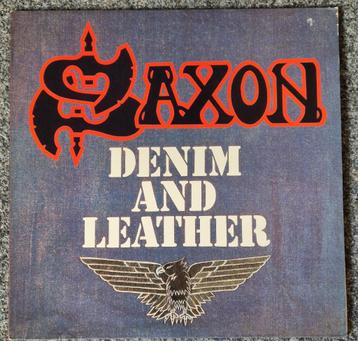 SAXON
DENIM
AND
LEATHER